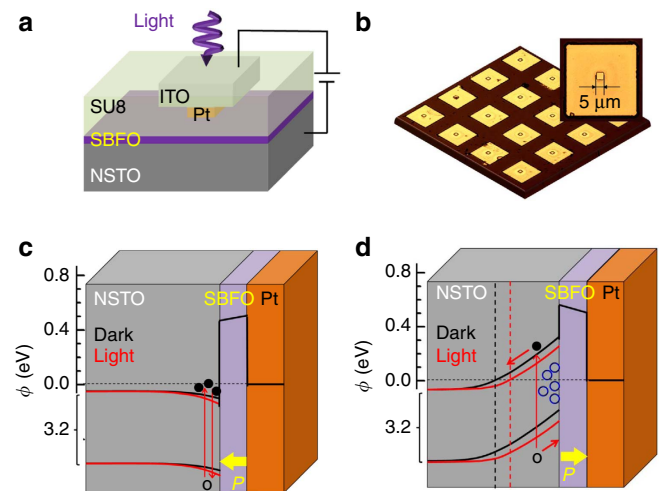 a
Light
SU8
ITO
Pt
SBFO
NSTO
b
5 μm
c
0.8
0.4
0.0
3.2
ϕ (eV)
NSTO
SBFO Pt
Dark
Light
P
d
0.8
0.4
0.0
3.2
ϕ (eV)
NSTO
SBFO Pt
Dark
Light
P